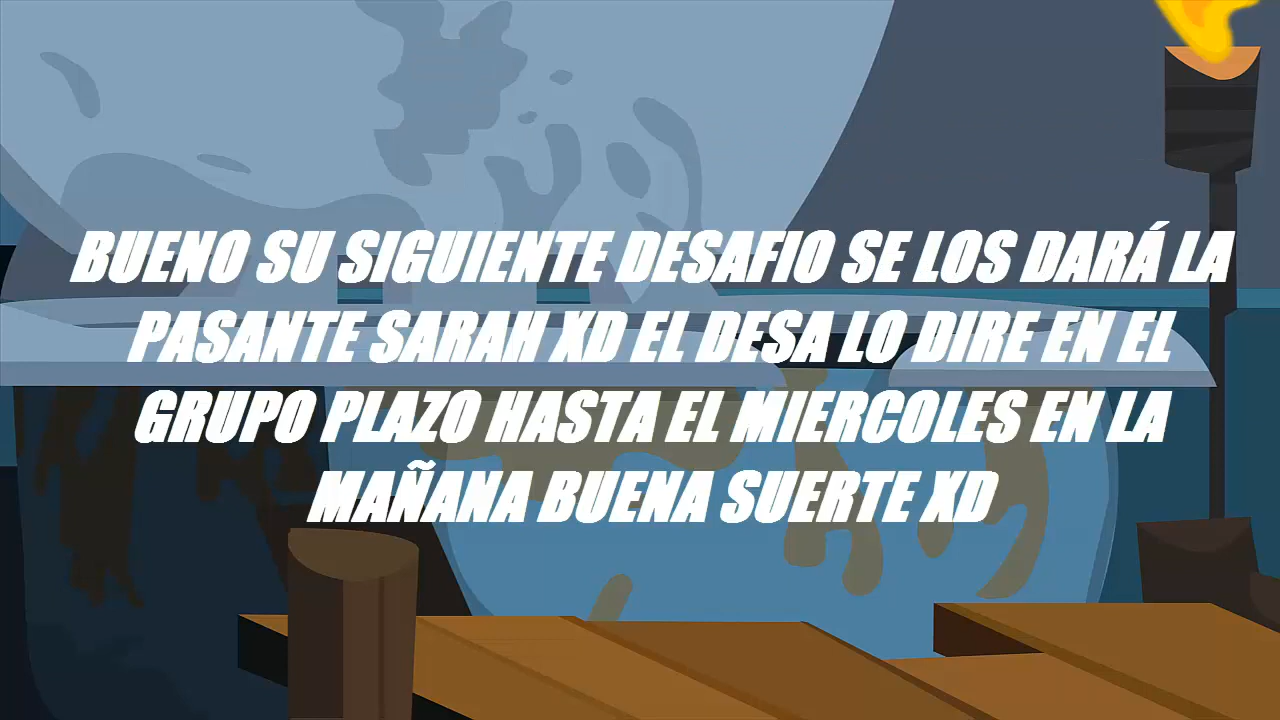 BUENO SU SIGUIENTE DESAFIO SE LOS DARÁ LA
PASANTE SARAH XD EL DESA LO DIRE EN EL
GRUPO PLAZO HASTA EL MIERCOLES EN LA
MAÑANA BUENA SUERTE XD